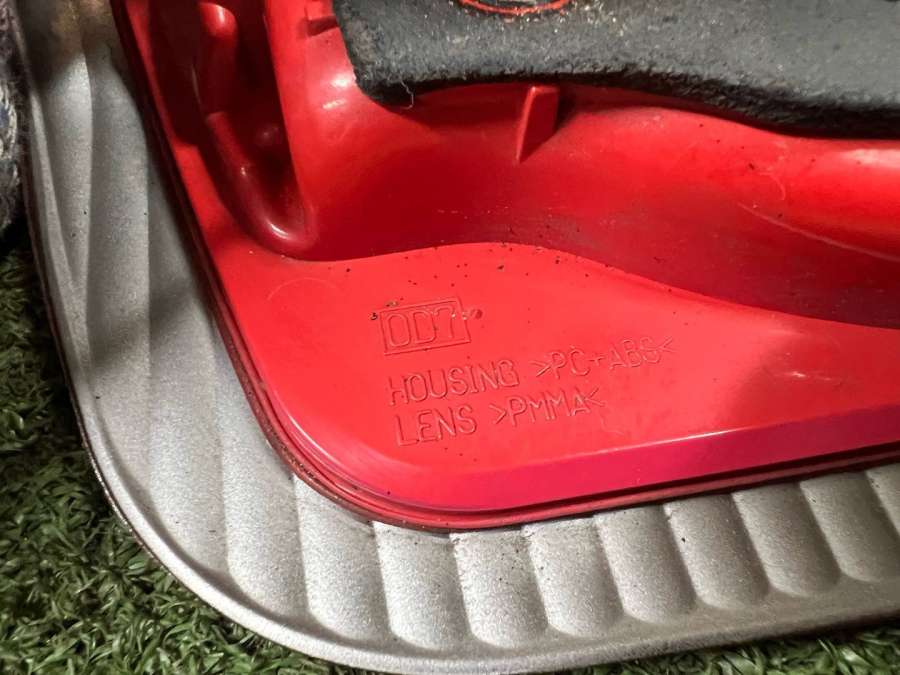 OD7
HOUSING >PC+ABS<
LENS >PMMA<